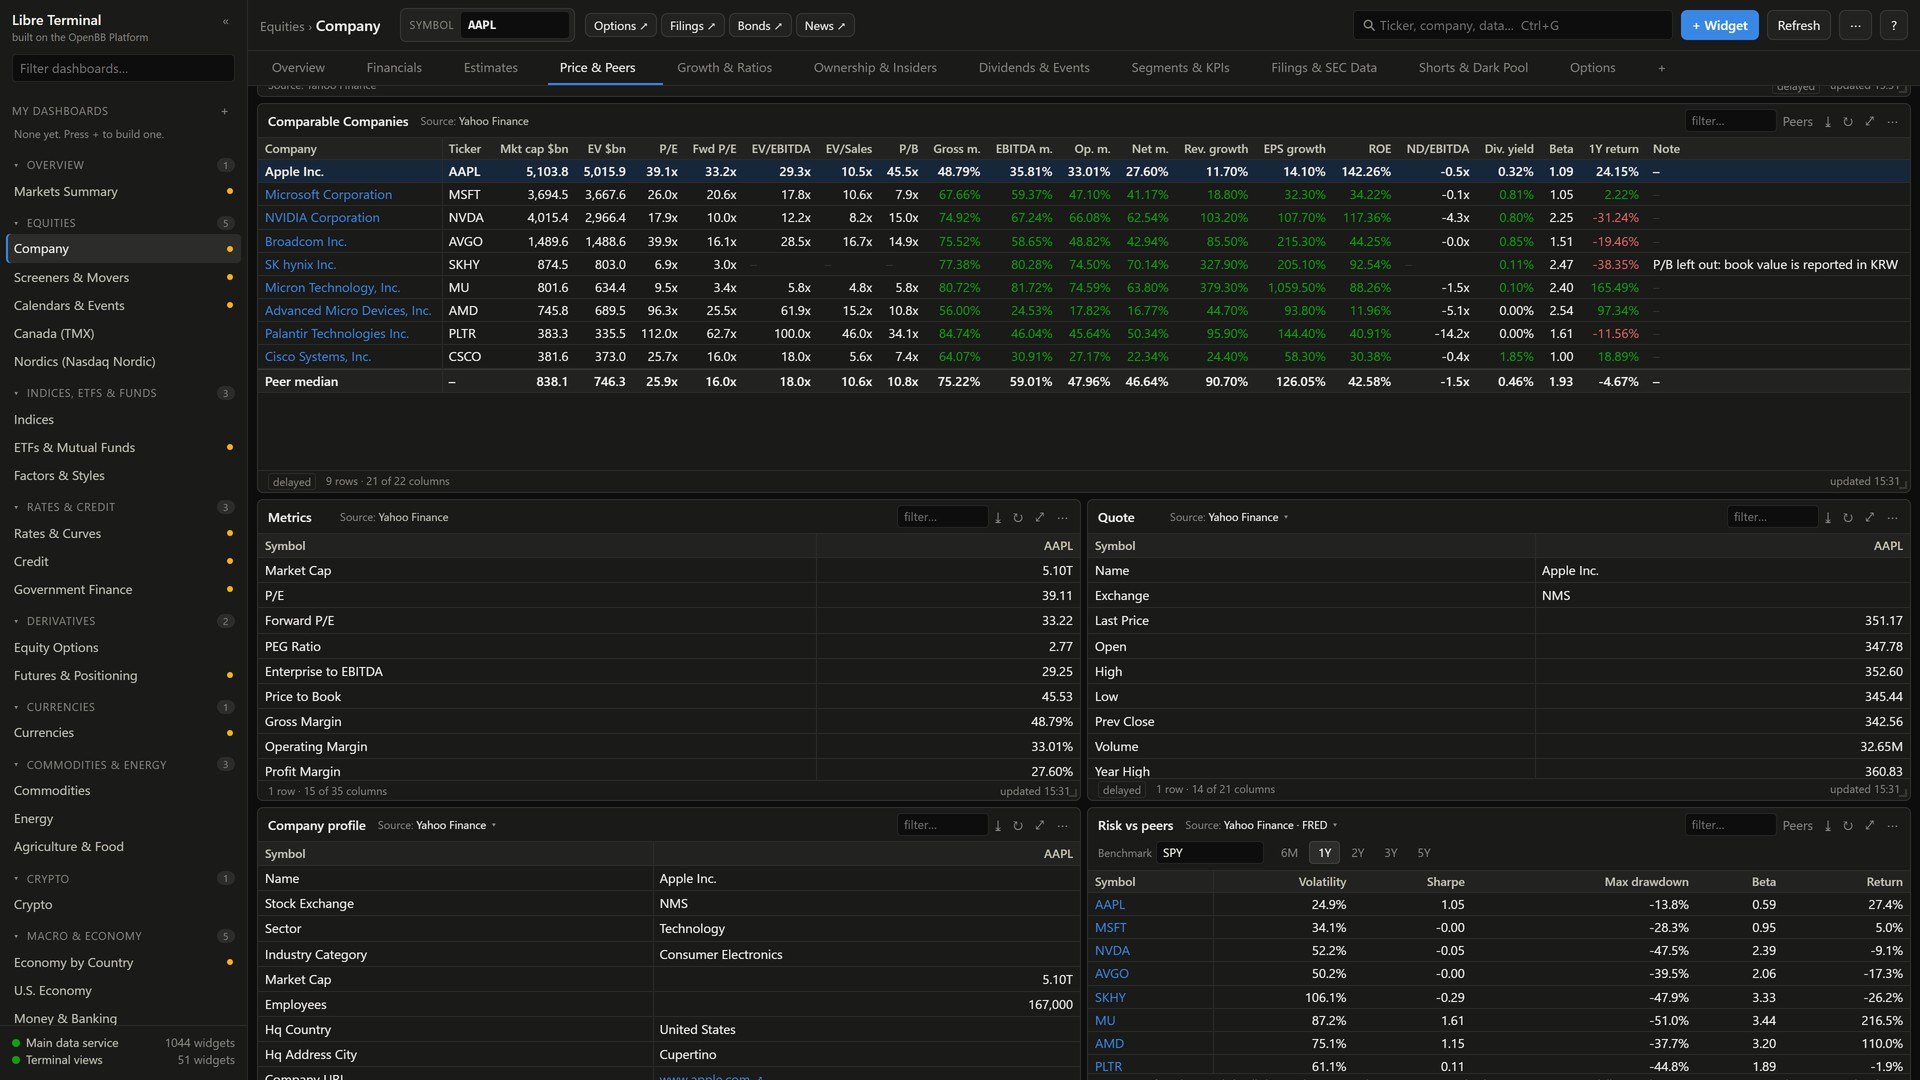 Libre Terminal «
built on the OpenBB Platform
Filter dashboards...
MY DASHBOARDS +
None yet. Press + to build one.
OVERVIEW 1
Markets Summary
EQUITIES 5
Company
Screeners & Movers
Calendars & Events
Canada (TMX)
Nordics (Nasdaq Nordic)
INDICES, ETFS & FUNDS 3
Indices
ETFs & Mutual Funds
Factors & Styles
RATES & CREDIT 3
Rates & Curves
Credit
Government Finance
DERIVATIVES 2
Equity Options
Futures & Positioning
CURRENCIES 1
Currencies
COMMODITIES & ENERGY 3
Commodities
Energy
Agriculture & Food
CRYPTO 1
Crypto
MACRO & ECONOMY 5
Economy by Country
U.S. Economy
Money & Banking
Main data service 1044 widgets
Terminal views 51 widgets
Equities › Company SYMBOL AAPL Options ↗ Filings ↗ Bonds ↗ News ↗ Ticker, company, data... Ctrl+G + Widget Refresh ... ?
Overview Financials Estimates Price & Peers Growth & Ratios Ownership & Insiders Dividends & Events Segments & KPIs Filings & SEC Data Shorts & Dark Pool Options +
Source: Yahoo Finance delayed updated 15:31
Comparable Companies Source: Yahoo Finance filter... Peers
Company Ticker Mkt cap $bn EV $bn P/E Fwd P/E EV/EBITDA EV/Sales P/B Gross m. EBITDA m. Op. m. Net m. Rev. growth EPS growth ROE ND/EBITDA Div. yield Beta 1Y return Note
Apple Inc. AAPL 5,103.8 5,015.9 39.1x 33.2x 29.3x 10.5x 45.5x 48.79% 35.81% 33.01% 27.60% 11.70% 14.10% 142.26% -0.5x 0.32% 1.09 24.15% –
Microsoft Corporation MSFT 3,694.5 3,667.6 26.0x 20.6x 17.8x 10.6x 7.9x 67.66% 59.37% 47.10% 41.17% 18.80% 32.30% 34.22% -0.1x 0.81% 1.05 2.22% –
NVIDIA Corporation NVDA 4,015.4 2,966.4 17.9x 10.0x 12.2x 8.2x 15.0x 74.92% 67.24% 66.08% 62.54% 103.20% 107.70% 117.36% -4.3x 0.80% 2.25 -31.24% –
Broadcom Inc. AVGO 1,489.6 1,488.6 39.9x 16.1x 28.5x 16.7x 14.9x 75.52% 58.65% 48.82% 42.94% 85.50% 215.30% 44.25% -0.0x 0.85% 1.51 -19.46% –
SK hynix Inc. SKHY 874.5 803.0 6.9x 3.0x – – – 77.38% 80.28% 74.50% 70.14% 327.90% 205.10% 92.54% – 0.11% 2.47 -38.35% P/B left out: book value is reported in KRW
Micron Technology, Inc. MU 801.6 634.4 9.5x 3.4x 5.8x 4.8x 5.8x 80.72% 81.72% 74.59% 63.80% 379.30% 1,059.50% 88.26% -1.5x 0.10% 2.40 165.49% –
Advanced Micro Devices, Inc. AMD 745.8 689.5 96.3x 25.5x 61.9x 15.2x 10.8x 56.00% 24.53% 17.82% 16.77% 44.70% 93.80% 11.96% -5.1x 0.00% 2.54 97.34% –
Palantir Technologies Inc. PLTR 383.3 335.5 112.0x 62.7x 100.0x 46.0x 34.1x 84.74% 46.04% 45.64% 50.34% 95.90% 144.40% 40.91% -14.2x 0.00% 1.61 -11.56% –
Cisco Systems, Inc. CSCO 381.6 373.0 25.7x 16.0x 18.0x 5.6x 7.4x 64.07% 30.91% 27.17% 22.34% 24.40% 58.30% 30.38% -0.4x 1.85% 1.00 18.89% –
Peer median – 838.1 746.3 25.9x 16.0x 18.0x 10.6x 10.8x 75.22% 59.01% 47.96% 46.64% 90.70% 126.05% 42.58% -1.5x 0.46% 1.93 -4.67% –
delayed 9 rows · 21 of 22 columns updated 15:31
Metrics Source: Yahoo Finance filter...
Symbol AAPL
Market Cap 5.10T
P/E 39.11
Forward P/E 33.22
PEG Ratio 2.77
Enterprise to EBITDA 29.25
Price to Book 45.53
Gross Margin 48.79%
Operating Margin 33.01%
Profit Margin 27.60%
1 row · 15 of 35 columns updated 15:31
Quote Source: Yahoo Finance filter...
Symbol AAPL
Name Apple Inc.
Exchange NMS
Last Price 351.17
Open 347.78
High 352.60
Low 345.44
Prev Close 342.56
Volume 32.65M
Year High 360.83
delayed 1 row · 14 of 21 columns updated 15:31
Company profile Source: Yahoo Finance filter...
Symbol AAPL
Name Apple Inc.
Stock Exchange NMS
Sector Technology
Industry Category Consumer Electronics
Market Cap 5.10T
Employees 167,000
Hq Country United States
Hq Address City Cupertino
Company URL www.apple.com ↗
Risk vs peers Source: Yahoo Finance · FRED filter... Peers
Benchmark SPY 6M 1Y 2Y 3Y 5Y
Symbol Volatility Sharpe Max drawdown Beta Return
AAPL 24.9% 1.05 -13.8% 0.59 27.4%
MSFT 34.1% -0.00 -28.3% 0.95 5.0%
NVDA 52.2% -0.05 -47.5% 2.39 -9.1%
AVGO 50.2% -0.00 -39.5% 2.06 -17.3%
SKHY 106.1% -0.29 -47.9% 3.33 -26.2%
MU 87.2% 1.61 -51.0% 3.44 216.5%
AMD 75.1% 1.15 -37.7% 3.20 110.0%
PLTR 61.1% 0.11 -44.8% 1.89 -1.9%